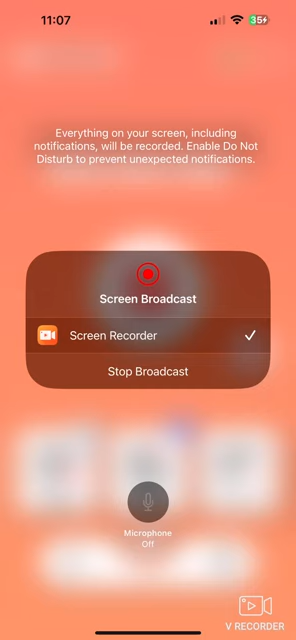 11:07
35
Everything on your screen, including
notifications, will be recorded. Enable Do Not
Disturb to prevent unexpected notifications.
Screen Broadcast
Screen Recorder
Stop Broadcast
Microphone
Off
V RECORDER